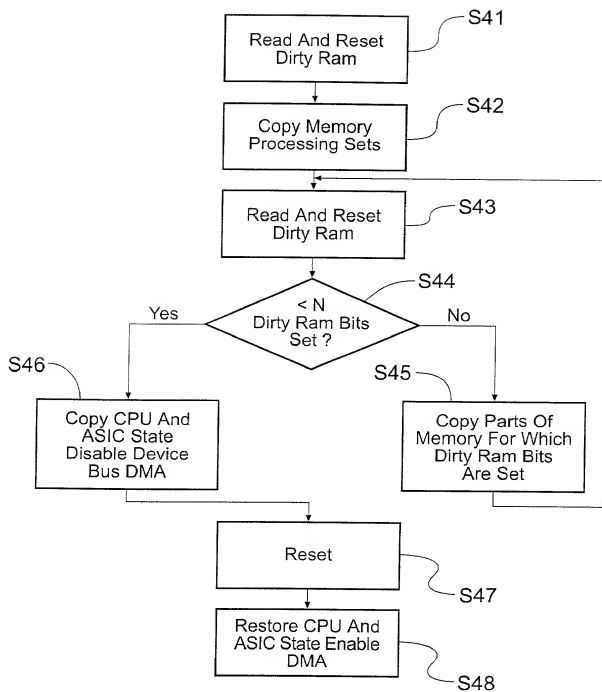 S41
Read And Reset
Dirty Ram
S42
Copy Memory
Processing Sets
S43
Read And Reset
Dirty Ram
S44
< N
Dirty Ram Bits
Set ?
Yes
No
S46
Copy CPU And
ASIC State
Disable Device
Bus DMA
S45
Copy Parts Of
Memory For Which
Dirty Ram Bits
Are Set
Reset
S47
Restore CPU And
ASIC State Enable
DMA
S48